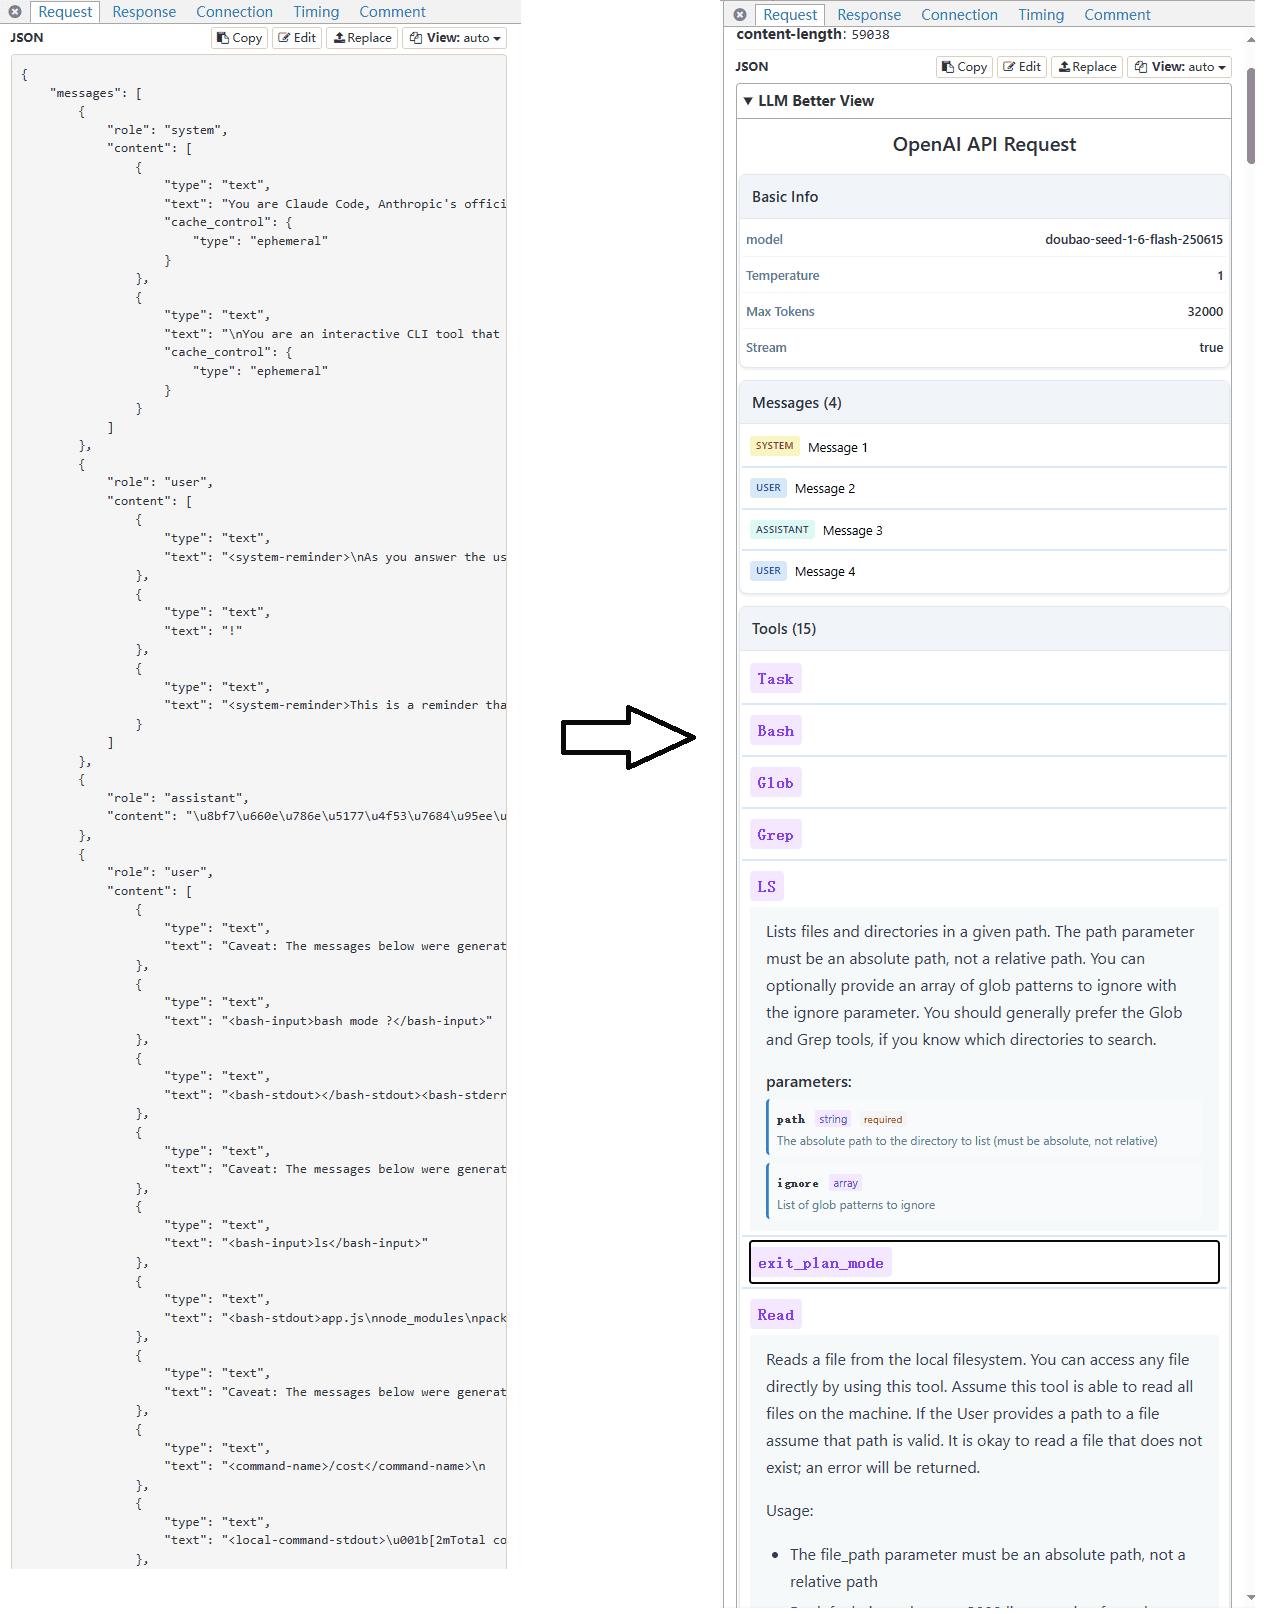 Request Response Connection Timing Comment
JSON Copy Edit Replace View: auto
{
    "messages": [
        {
            "role": "system",
            "content": [
                {
                    "type": "text",
                    "text": "You are Claude Code, Anthropic's offici
                    "cache_control": {
                        "type": "ephemeral"
                    }
                },
                {
                    "type": "text",
                    "text": "\nYou are an interactive CLI tool that
                    "cache_control": {
                        "type": "ephemeral"
                    }
                }
            ]
        },
        {
            "role": "user",
            "content": [
                {
                    "type": "text",
                    "text": "<system-reminder>\nAs you answer the us
                },
                {
                    "type": "text",
                    "text": "!"
                },
                {
                    "type": "text",
                    "text": "<system-reminder>This is a reminder tha
                }
            ]
        },
        {
            "role": "assistant",
            "content": "\u8bf7\u660e\u786e\u5177\u4f53\u7684\u95ee\u
        },
        {
            "role": "user",
            "content": [
                {
                    "type": "text",
                    "text": "Caveat: The messages below were generat
                },
                {
                    "type": "text",
                    "text": "<bash-input>bash mode ?</bash-input>"
                },
                {
                    "type": "text",
                    "text": "<bash-stdout></bash-stdout><bash-stderr
                },
                {
                    "type": "text",
                    "text": "Caveat: The messages below were generat
                },
                {
                    "type": "text",
                    "text": "<bash-input>ls</bash-input>"
                },
                {
                    "type": "text",
                    "text": "<bash-stdout>app.js\nnode_modules\npack
                },
                {
                    "type": "text",
                    "text": "Caveat: The messages below were generat
                },
                {
                    "type": "text",
                    "text": "<command-name>/cost</command-name>\n
                },
                {
                    "type": "text",
                    "text": "<local-command-stdout>\u001b[2mTotal co
                },
Request Response Connection Timing Comment
content-length: 59038
JSON Copy Edit Replace View: auto
▼ LLM Better View
OpenAI API Request
Basic Info
model doubao-seed-1-6-flash-250615
Temperature 1
Max Tokens 32000
Stream true
Messages (4)
SYSTEM Message 1
USER Message 2
ASSISTANT Message 3
USER Message 4
Tools (15)
Task
Bash
Glob
Grep
LS
Lists files and directories in a given path. The path parameter
must be an absolute path, not a relative path. You can
optionally provide an array of glob patterns to ignore with
the ignore parameter. You should generally prefer the Glob
and Grep tools, if you know which directories to search.
parameters:
path string required
The absolute path to the directory to list (must be absolute, not relative)
ignore array
List of glob patterns to ignore
exit_plan_mode
Read
Reads a file from the local filesystem. You can access any file
directly by using this tool. Assume this tool is able to read all
files on the machine. If the User provides a path to a file
assume that path is valid. It is okay to read a file that does not
exist; an error will be returned.
Usage:
• The file_path parameter must be an absolute path, not a
relative path